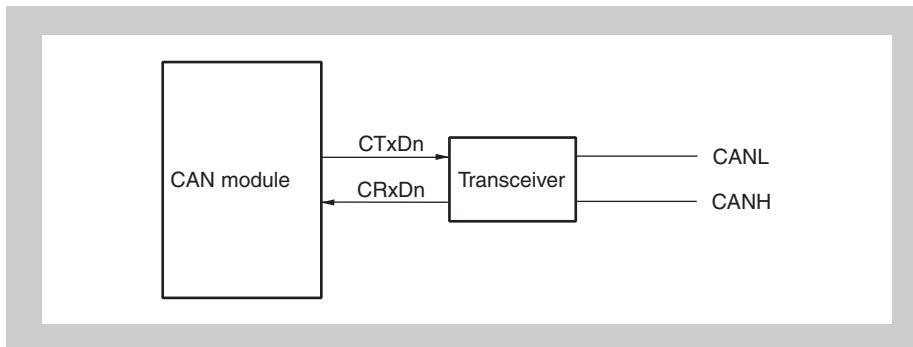 CTxDn
CANL
CAN module
Transceiver
CRxDn
CANH